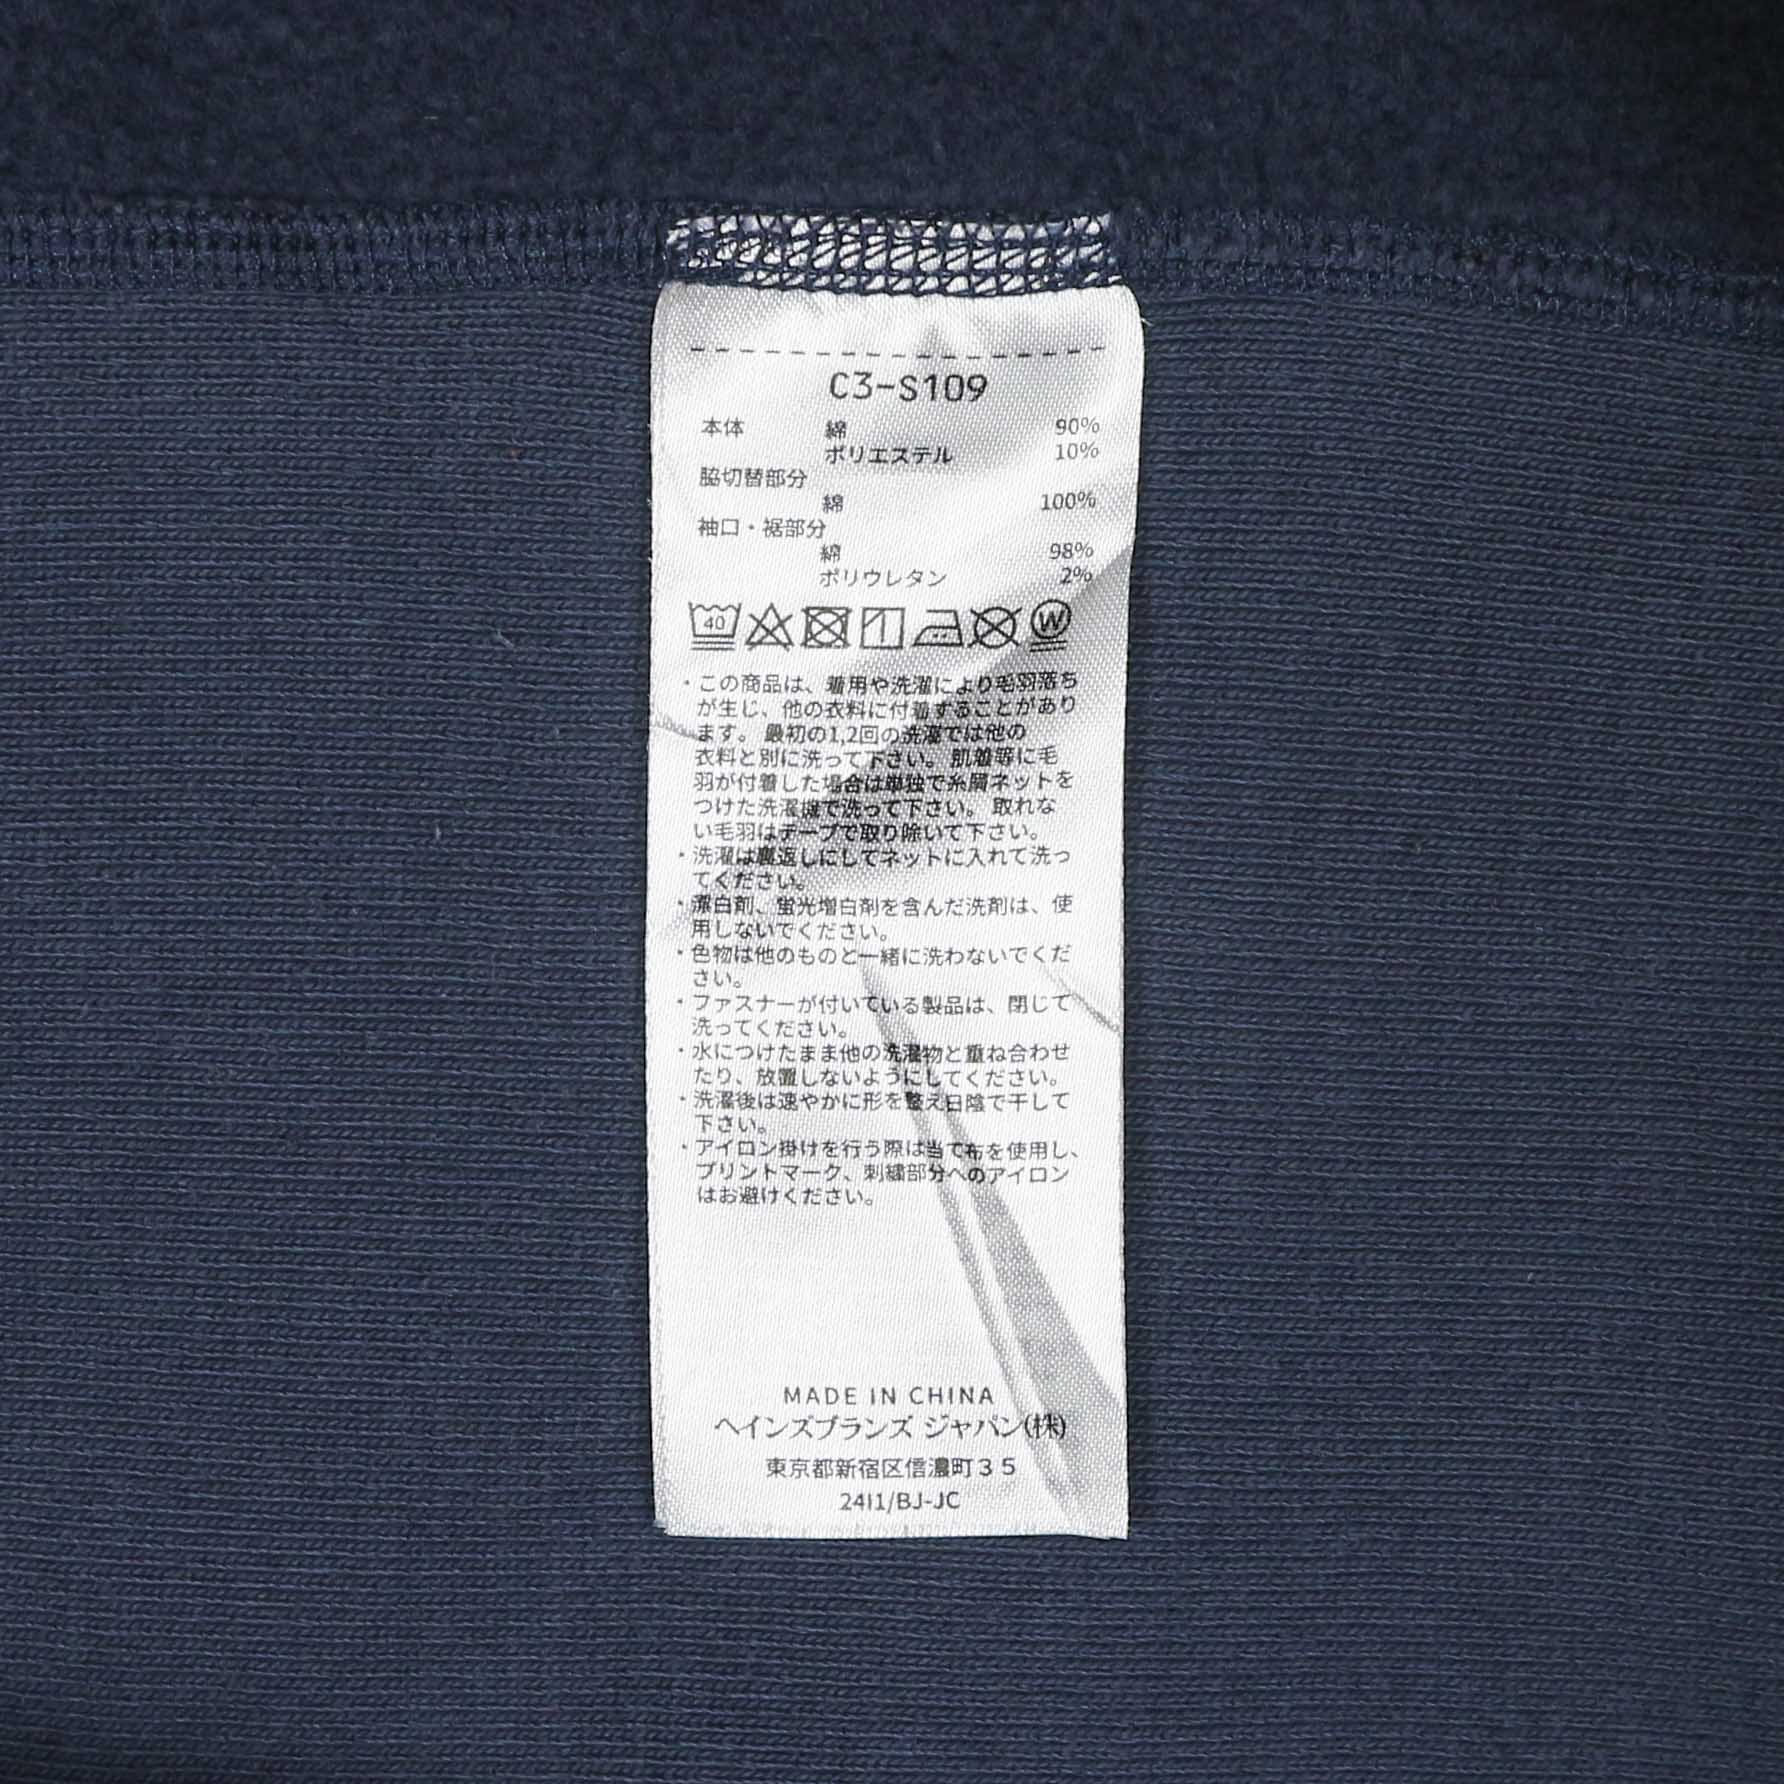 C3-S109
本体 綿 90%
ポリエステル 10%
脇切替部分
綿 100%
袖口・裾部分
綿 98%
ポリウレタン 2%
40 W
・この商品は、着用や洗濯により毛羽落ち
が生じ、他の衣料に付着することがあり
ます。最初の1,2回の洗濯では他の
衣料と別に洗って下さい。肌着等に毛
羽が付着した場合は単独で糸屑ネットを
つけた洗濯機で洗って下さい。取れな
い毛羽はテープで取り除いて下さい。
・洗濯は裏返しにしてネットに入れて洗っ
てください。
・漂白剤、蛍光増白剤を含んだ洗剤は、使
用しないでください。
・色物は他のものと一緒に洗わないでくだ
さい。
・ファスナーが付いている製品は、閉じて
洗ってください。
・水につけたまま他の洗濯物と重ね合わせ
たり、放置しないようにしてください。
・洗濯後は速やかに形を整え日陰で干して
下さい。
・アイロン掛けを行う際は当て布を使用し、
プリントマーク、刺繍部分へのアイロン
はお避けください。
MADE IN CHINA
ヘインズブランズ ジャパン(株)
東京都新宿区信濃町35
24I1/BJ-JC